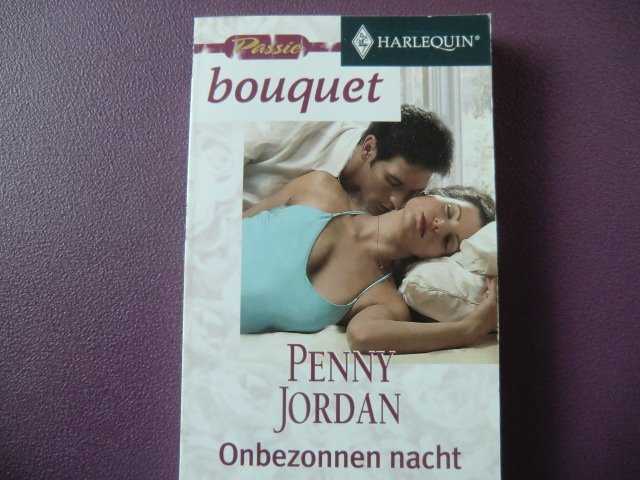 Passie
HARLEQUIN®
bouquet
PENNY
JORDAN
Onbezonnen nacht